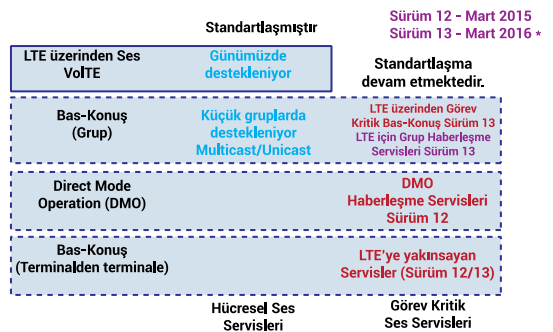 Sürüm 12 - Mart 2015
Sürüm 13 - Mart 2016 *
Standartlaşmıştır
Standartlaşma
devam etmektedir.
LTE üzerinden Ses
VolTE
Günümüzde
destekleniyor
Bas-Konuş
(Grup)
Küçük gruplarda
destekleniyor
Multicast/Unicast
LTE üzerinden Görev
Kritik Bas-Konuş Sürüm 13
LTE için Grup Haberleşme
Servisleri Sürüm 13
Direct Mode
Operation (DMO)
DMO
Haberleşme Servisleri
Sürüm 12
Bas-Konuş
(Terminalden terminale)
LTE'ye yakınsayan
Servisler (Sürüm 12/13)
Hücresel Ses
Servisleri
Görev Kritik
Ses Servisleri